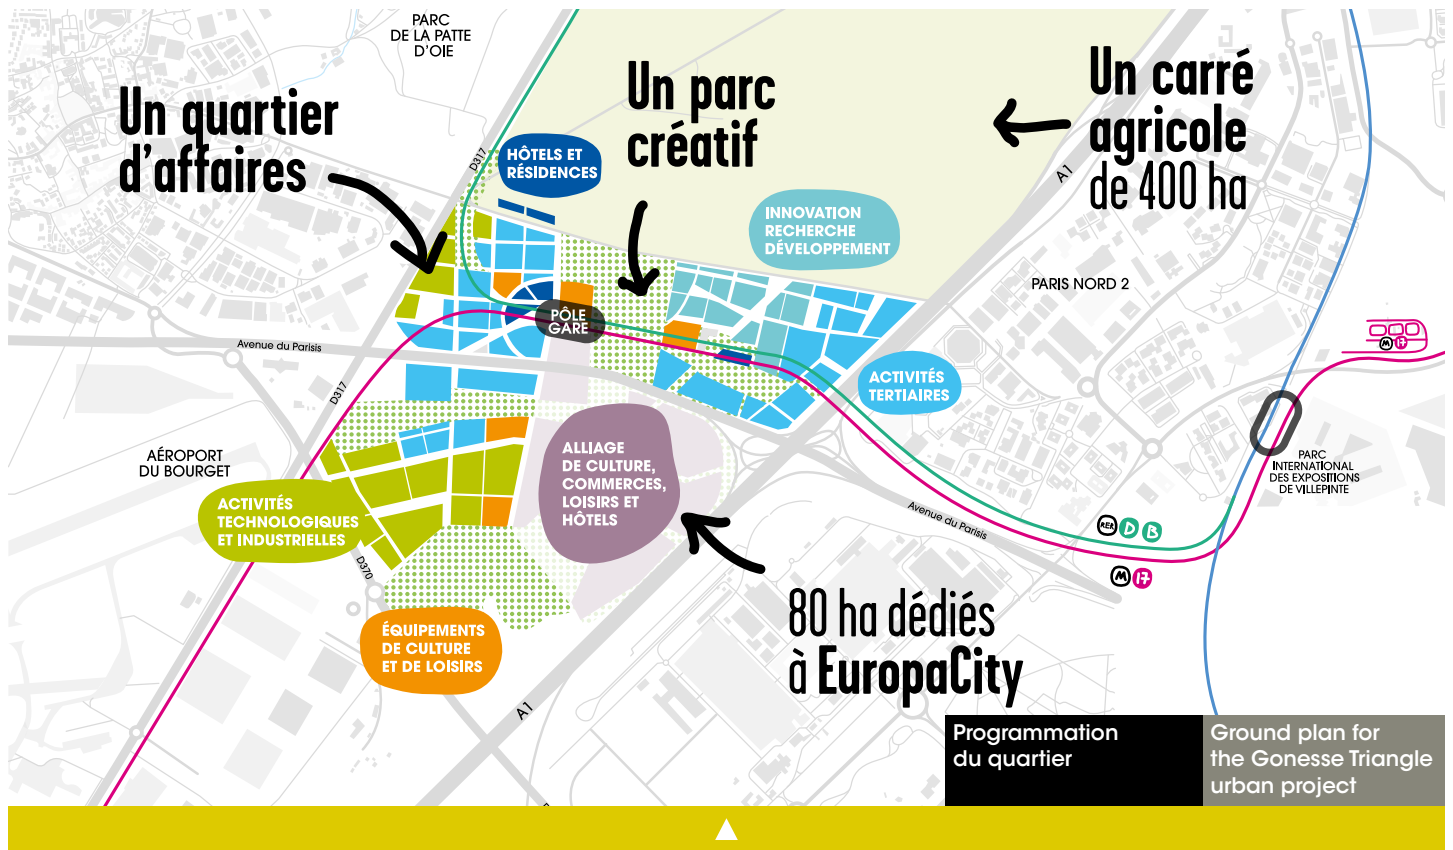 PARC
DE LA PATTE
D'OIE
Un quartier
d'affaires
Un parc
créatif
Un carré
agricole
de 400 ha
D317
HÔTELS ET
RÉSIDENCES
A1
INNOVATION
RECHERCHE
DÉVELOPPEMENT
PARIS NORD 2
PÔLE
GARE
Avenue du Parisis
M 17
D317
ACTIVITÉS
TERTIAIRES
AÉROPORT
DU BOURGET
ALLIAGE
DE CULTURE,
COMMERCES,
LOISIRS ET
HÔTELS
PARC
INTERNATIONAL
DES EXPOSITIONS
DE VILLEPINTE
ACTIVITÉS
TECHNOLOGIQUES
ET INDUSTRIELLES
Avenue du Parisis
RER D B
M 17
D370
80 ha dédiés
à EuropaCity
ÉQUIPEMENTS
DE CULTURE
ET DE LOISIRS
A1
Programmation
du quartier
Ground plan for
the Gonesse Triangle
urban project